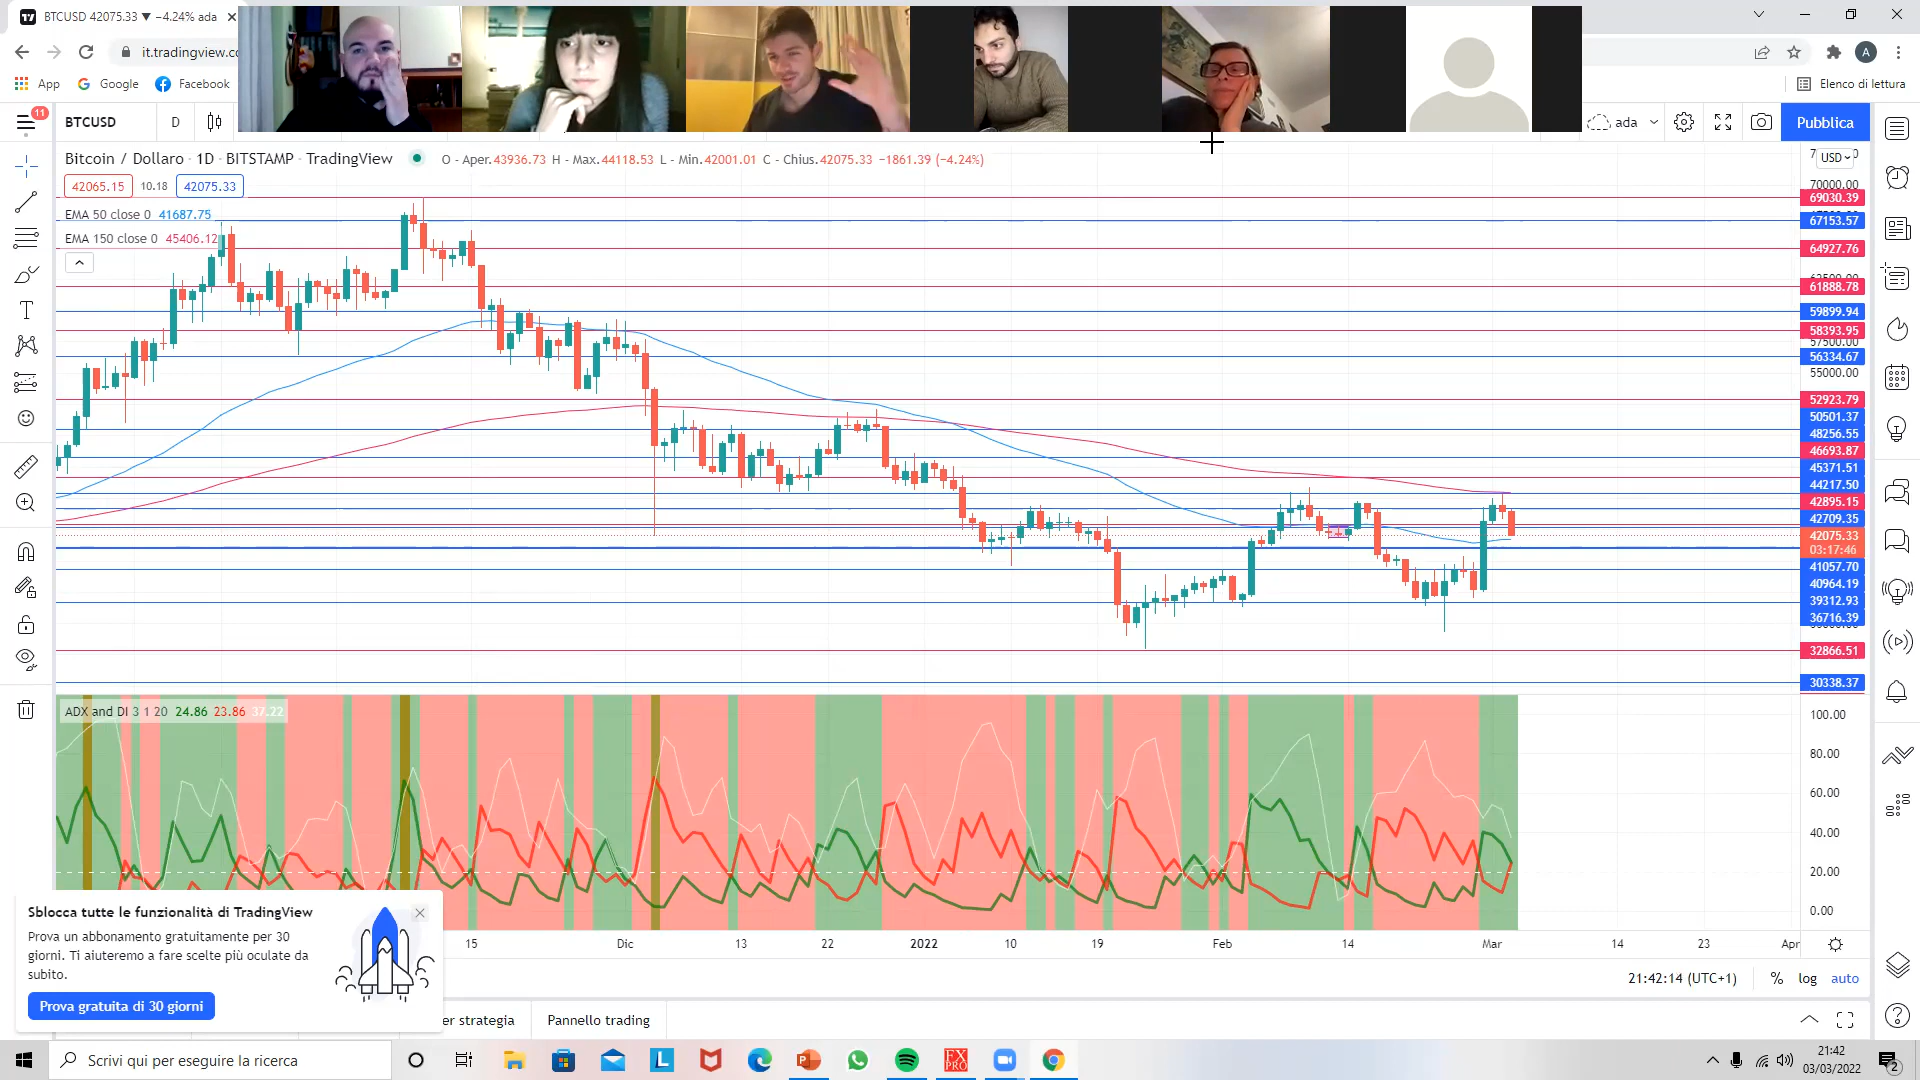 BTCUSD 42075.33 ▼ −4.24% ada
it.tradingview.co
App Google Facebook
Elenco di lettura
A
11
BTCUSD D
ada
Pubblica
Bitcoin / Dollaro · 1D · BITSTAMP · TradingView
O - Aper.43936.73 H - Max.44118.53 L - Min.42001.01 C - Chius.42075.33 −1861.39 (−4.24%)
USD
42065.15 10.18 42075.33
EMA 50 close 0 41687.75
EMA 150 close 0 45406.12
70000.00
69030.39
67153.57
64927.76
61888.78
59899.94
58393.95
57500.00
56334.67
55000.00
52923.79
50501.37
48256.55
46693.87
45371.51
44217.50
42895.15
42709.35
42075.33
03:17:46
41057.70
40964.19
39312.93
36716.39
32866.51
30338.37
ADX and DI 3 1 20 24.86 23.86 37.22
100.00
80.00
60.00
40.00
20.00
0.00
15 Dic 13 22 2022 10 19 Feb 14 Mar 14 23 Apr
Sblocca tutte le funzionalità di TradingView
Prova un abbonamento gratuitamente per 30
giorni. Ti aiuteremo a fare scelte più oculate da
subito.
Prova gratuita di 30 giorni
21:42:14 (UTC+1) % log auto
er strategia Pannello trading
Scrivi qui per eseguire la ricerca
L
FX
PRO
21:42
03/03/2022
2